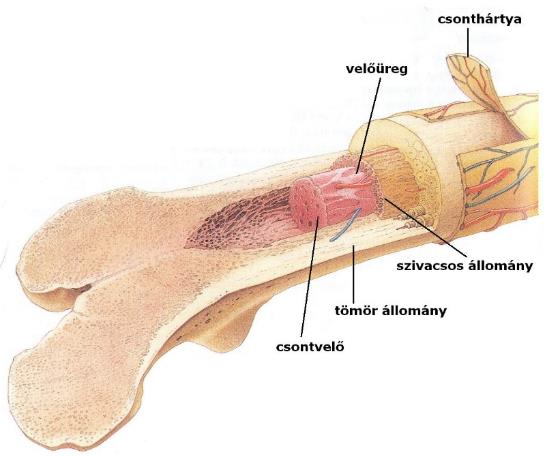 csonthártya
velőüreg
szivacsos állomány
tömör állomány
csontvelő